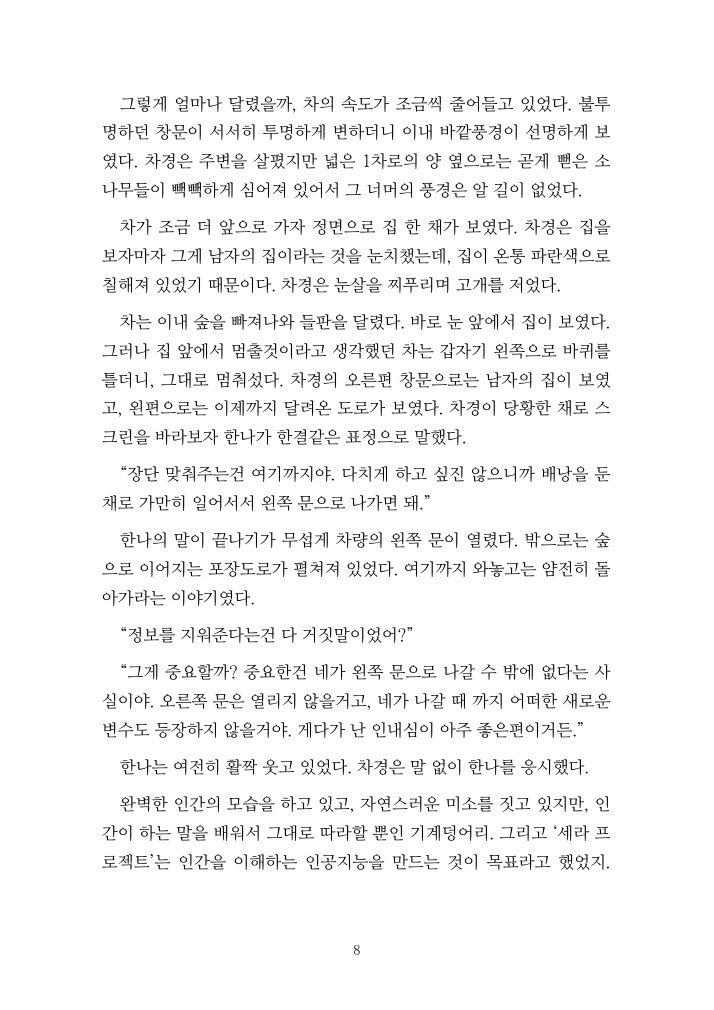 그렇게 얼마나 달렸을까, 차의 속도가 조금씩 줄어들고 있었다. 불투
명하던 창문이 서서히 투명하게 변하더니 이내 바깥풍경이 선명하게 보
였다. 차경은 주변을 살폈지만 넓은 1차로의 양 옆으로는 곧게 뻗은 소
나무들이 빽빽하게 심어져 있어서 그 너머의 풍경은 알 길이 없었다.
차가 조금 더 앞으로 가자 정면으로 집 한 채가 보였다. 차경은 집을
보자마자 그게 남자의 집이라는 것을 눈치챘는데, 집이 온통 파란색으로
칠해져 있었기 때문이다. 차경은 눈살을 찌푸리며 고개를 저었다.
차는 이내 숲을 빠져나와 들판을 달렸다. 바로 눈 앞에서 집이 보였다.
그러나 집 앞에서 멈출것이라고 생각했던 차는 갑자기 왼쪽으로 바퀴를
틀더니, 그대로 멈춰섰다. 차경의 오른편 창문으로는 남자의 집이 보였
고, 왼편으로는 이제까지 달려온 도로가 보였다. 차경이 당황한 채로 스
크린을 바라보자 한나가 한결같은 표정으로 말했다.
“장단 맞춰주는건 여기까지야. 다치게 하고 싶진 않으니까 배낭을 둔
채로 가만히 일어서서 왼쪽 문으로 나가면 돼.”
한나의 말이 끝나기가 무섭게 차량의 왼쪽 문이 열렸다. 밖으로는 숲
으로 이어지는 포장도로가 펼쳐져 있었다. 여기까지 와놓고는 얌전히 돌
아가라는 이야기였다.
“정보를 지워준다는건 다 거짓말이었어?”
“그게 중요할까? 중요한건 네가 왼쪽 문으로 나갈 수 밖에 없다는 사
실이야. 오른쪽 문은 열리지 않을거고, 네가 나갈 때 까지 어떠한 새로운
변수도 등장하지 않을거야. 게다가 난 인내심이 아주 좋은편이거든.”
한나는 여전히 활짝 웃고 있었다. 차경은 말 없이 한나를 응시했다.
완벽한 인간의 모습을 하고 있고, 자연스러운 미소를 짓고 있지만, 인
간이 하는 말을 배워서 그대로 따라할 뿐인 기계덩어리. 그리고 ‘세라 프
로젝트’는 인간을 이해하는 인공지능을 만드는 것이 목표라고 했었지.
8